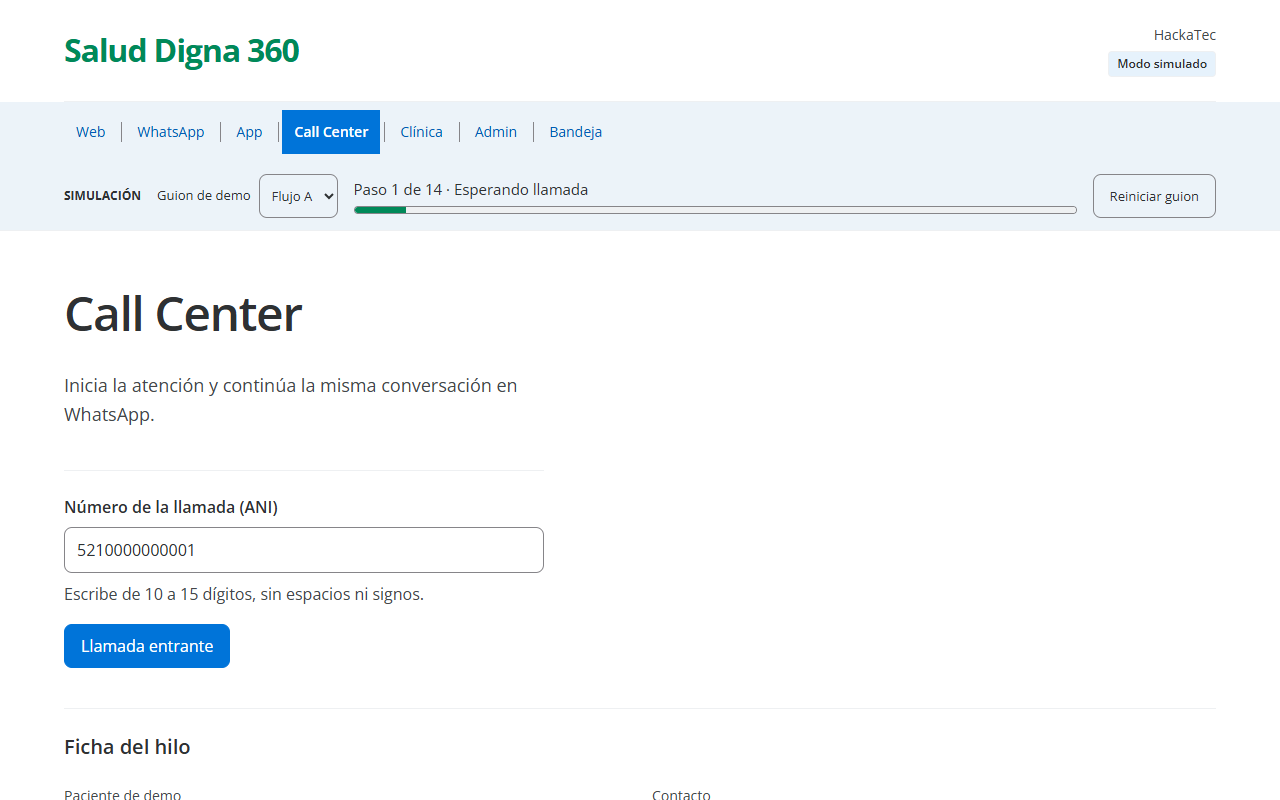 Salud Digna 360
HackaTec
Modo simulado
Web
WhatsApp
App
Call Center
Clínica
Admin
Bandeja
SIMULACIÓN
Guion de demo
Flujo A
Paso 1 de 14 · Esperando llamada
Reiniciar guion
Call Center
Inicia la atención y continúa la misma conversación en
WhatsApp.
Número de la llamada (ANI)
5210000000001
Escribe de 10 a 15 dígitos, sin espacios ni signos.
Llamada entrante
Ficha del hilo
Paciente de demo
Contacto